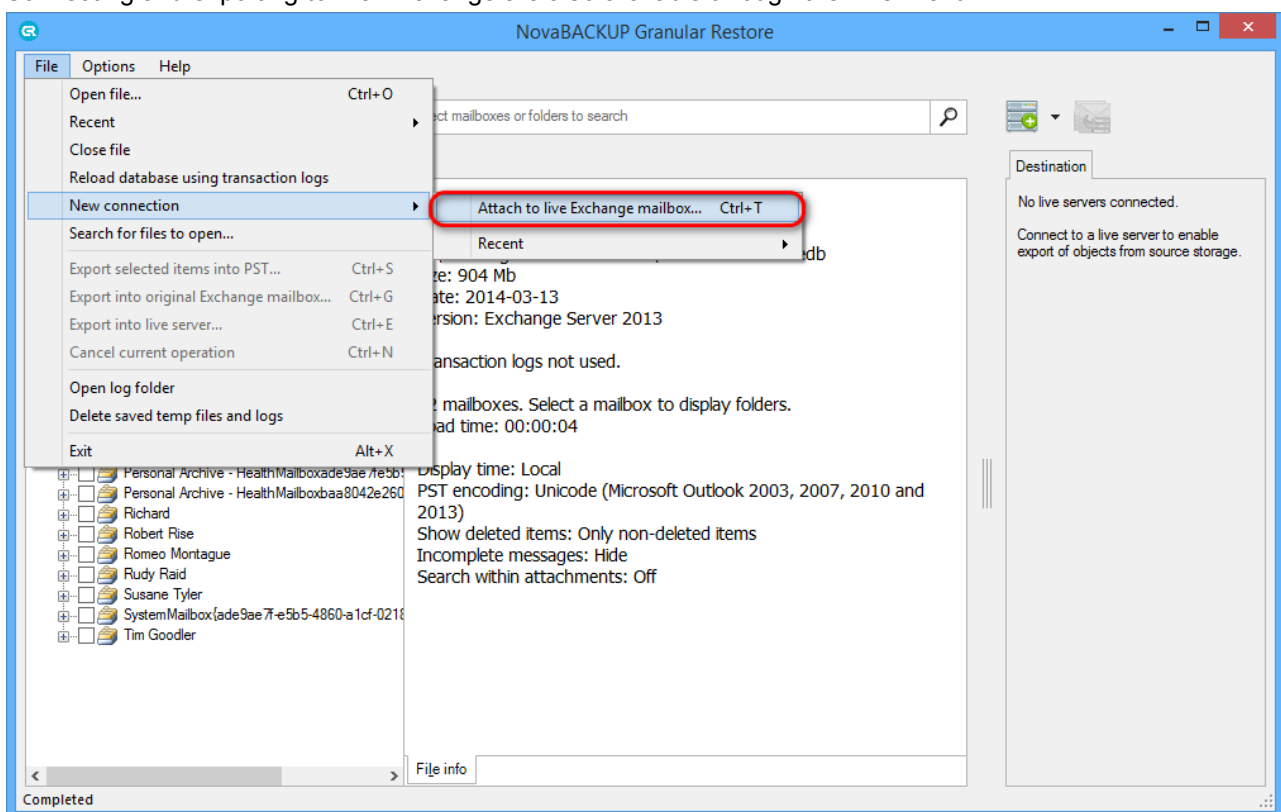 NovaBACKUP Granular Restore
File Options Help
Open file... Ctrl+O
Recent
Close file
Reload database using transaction logs
New connection
Search for files to open...
Export selected items into PST... Ctrl+S
Export into original Exchange mailbox... Ctrl+G
Export into live server... Ctrl+E
Cancel current operation Ctrl+N
Open log folder
Delete saved temp files and logs
Exit Alt+X
Attach to live Exchange mailbox... Ctrl+T
Recent
mailboxes or folders to search
edb
904 Mb
2014-03-13
Exchange Server 2013
logs not used.
mailboxes. Select a mailbox to display folders.
time: 00:00:04
Display time: Local
PST encoding: Unicode (Microsoft Outlook 2003, 2007, 2010 and
2013)
Show deleted items: Only non-deleted items
Incomplete messages: Hide
Search within attachments: Off
Personal Archive - HealthMailboxade9ae7fe5b5
Personal Archive - HealthMailboxbaa8042e260
Richard
Robert Rise
Romeo Montague
Rudy Raid
Susane Tyler
SystemMailbox{ade9ae7f-e5b5-4860-a1cf-0218
Tim Goodler
File info
Destination
No live servers connected.
Connect to a live server to enable
export of objects from source storage.
Completed